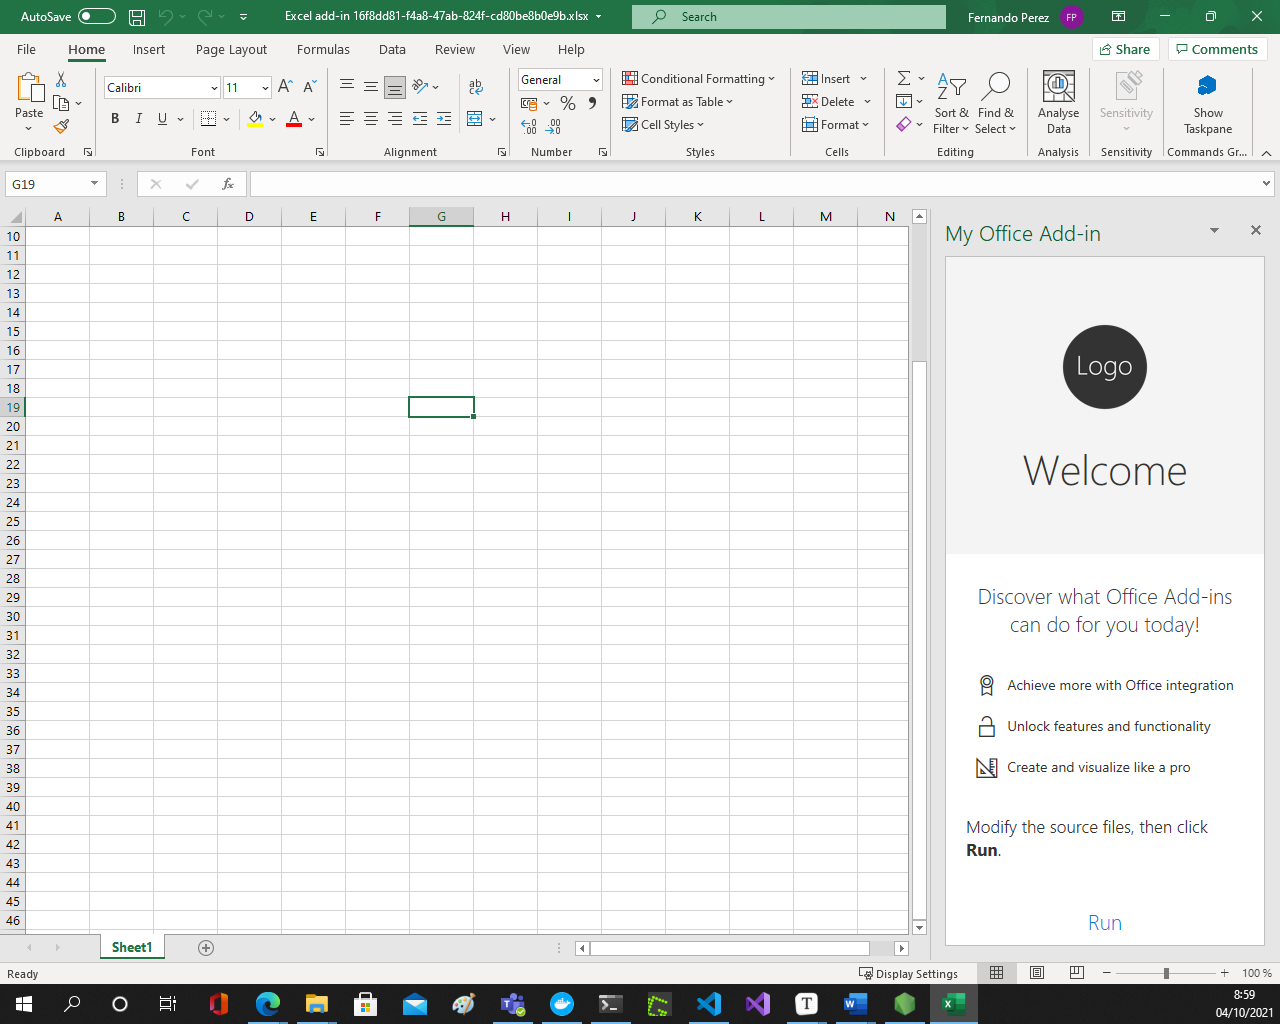 AutoSave
Excel add-in 16f8dd81-f4a8-47ab-824f-cd80be8b0e9b.xlsx
Search
Fernando Perez
FP
File Home Insert Page Layout Formulas Data Review View Help
Share
Comments
Paste
Clipboard
Calibri
11
B I U
Font
Alignment
General
%
Number
Conditional Formatting
Format as Table
Cell Styles
Styles
Insert
Delete
Format
Cells
Sort &
Filter
Find &
Select
Editing
Analyse
Data
Analysis
Sensitivity
Sensitivity
Show
Taskpane
Commands Gr...
G19
fx
A B C D E F G H I J K L M N
10
11
12
13
14
15
16
17
18
19
20
21
22
23
24
25
26
27
28
29
30
31
32
33
34
35
36
37
38
39
40
41
42
43
44
45
46
My Office Add-in
Logo
Welcome
Discover what Office Add-ins
can do for you today!
Achieve more with Office integration
Unlock features and functionality
Create and visualize like a pro
Modify the source files, then click
Run.
Run
Sheet1
Ready
Display Settings
100 %
8:59
04/10/2021